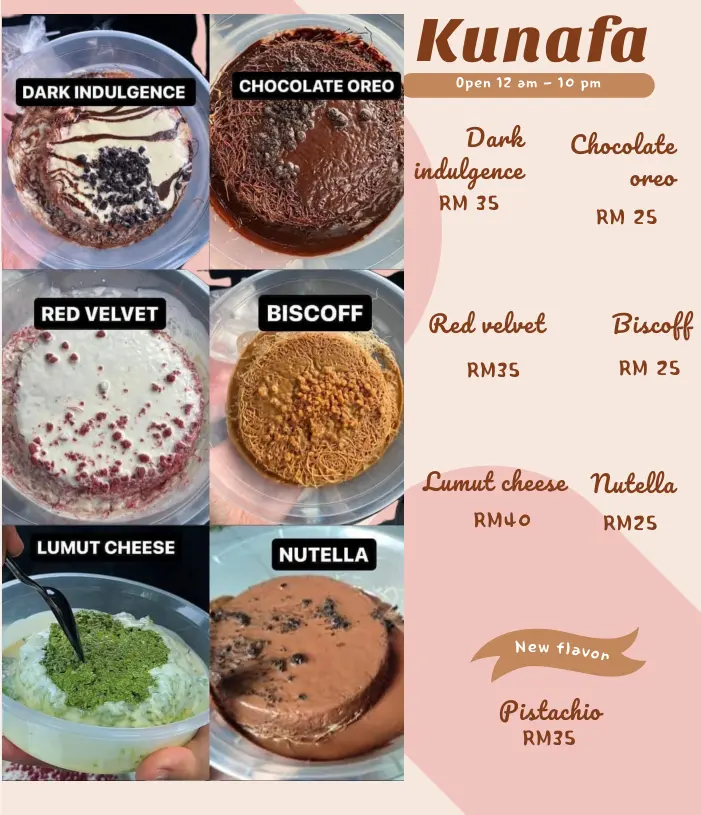 DARK INDULGENCE
CHOCOLATE OREO
RED VELVET
BISCOFF
LUMUT CHEESE
NUTELLA
Kunafa
Open 12 am - 10 pm
Dark
indulgence
RM 35
Chocolate
oreo
RM 25
Red velvet
RM35
Biscoff
RM 25
Lumut cheese
RM40
Nutella
RM25
New flavor
Pistachio
RM35